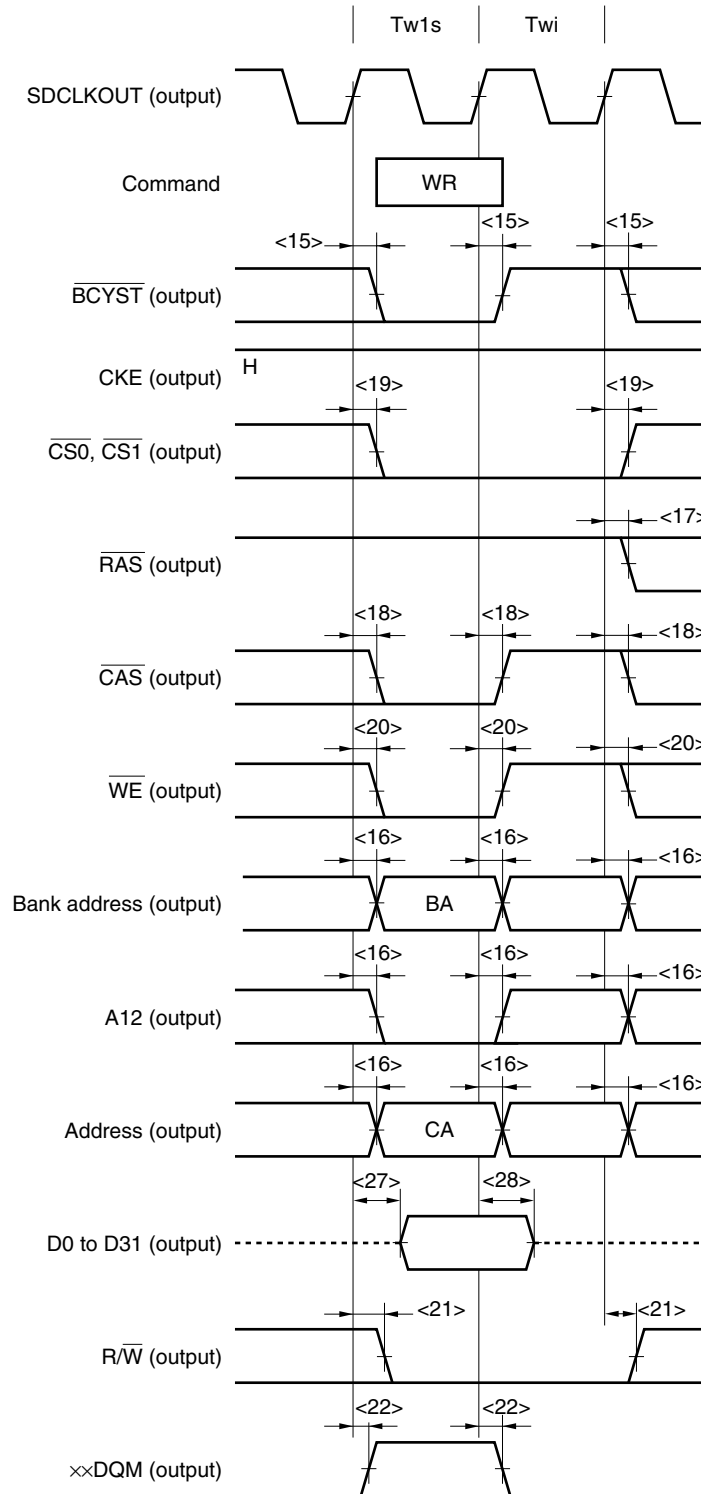 Tw1s Twi
SDCLKOUT (output)
Command WR
<15> <15> <15>
BCYST (output)
CKE (output) H
<19> <19>
CS0, CS1 (output)
<17>
RAS (output)
<18> <18> <18>
CAS (output)
<20> <20> <20>
WE (output)
<16> <16> <16>
Bank address (output) BA
<16> <16> <16>
A12 (output)
<16> <16> <16>
Address (output) CA
<27> <28>
D0 to D31 (output)
<21> <21>
R/W (output)
<22> <22>
××DQM (output)